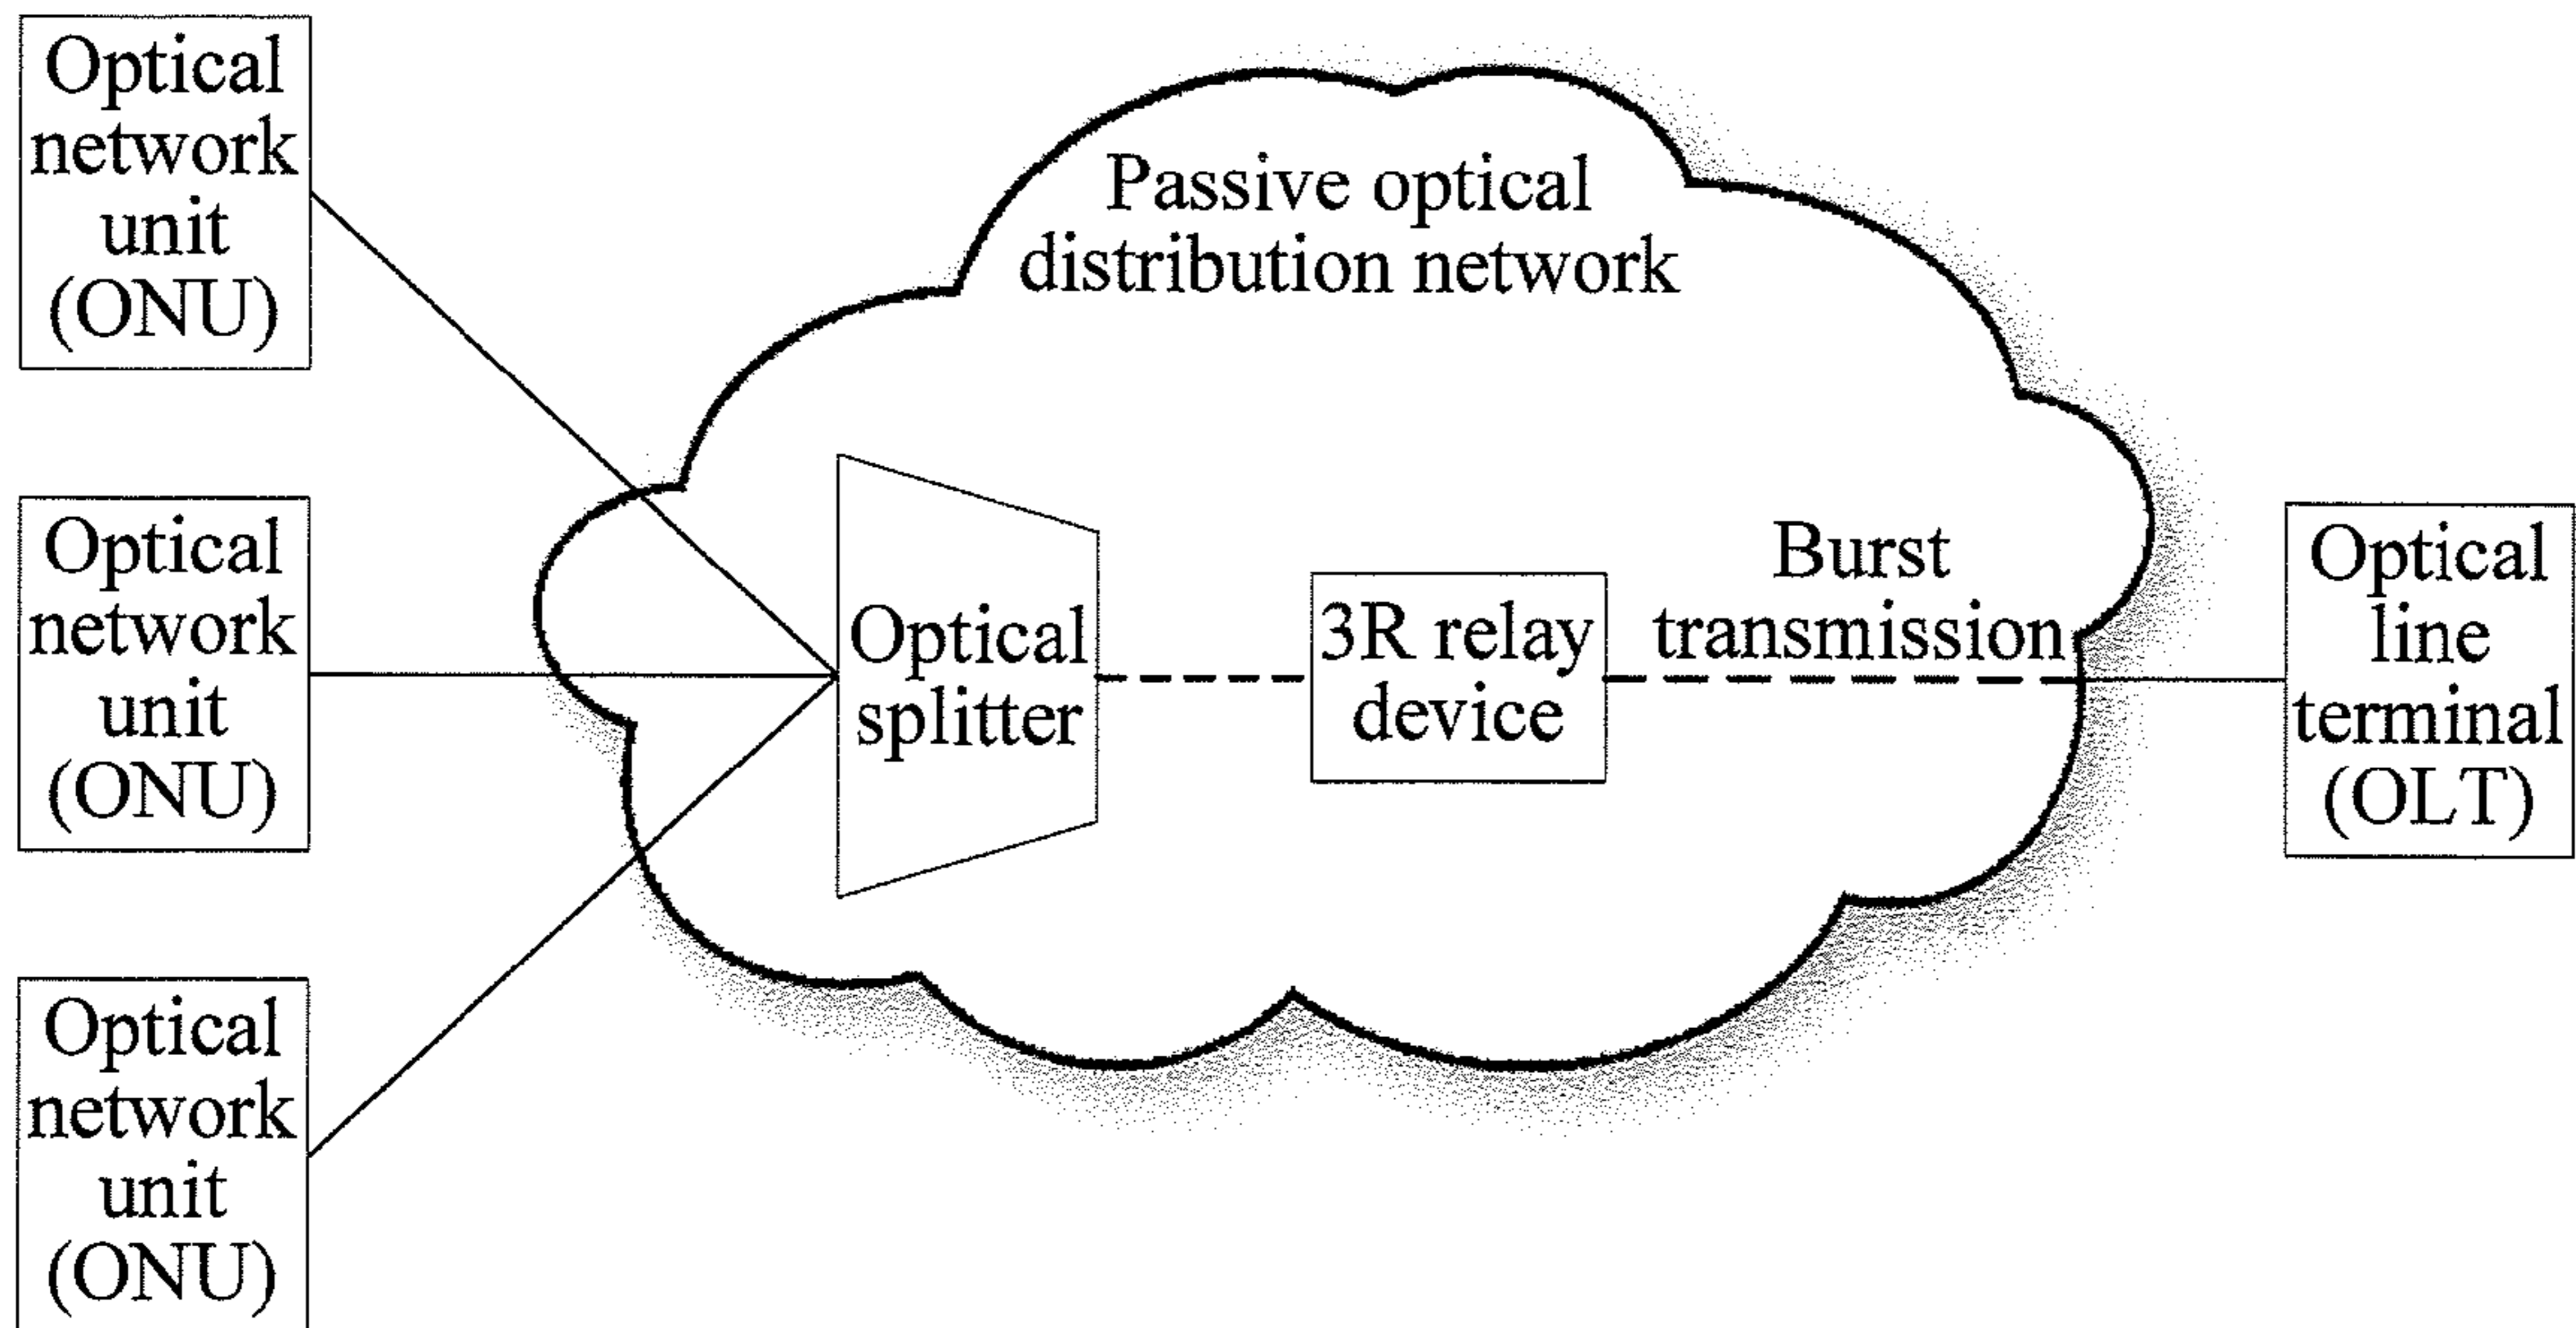 Optical
network
unit
(ONU)
Passive optical
distribution network
Optical
network
unit
(ONU)
Optical
splitter
3R relay
device
Burst
transmission
Optical
line
terminal
(OLT)
Optical
network
unit
(ONU)